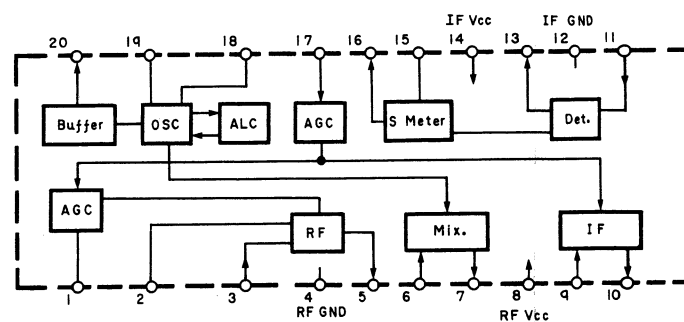 IF Vcc IF GND
20 19 18 17 16 15 14 13 12 11
Buffer OSC ALC AGC S Meter Det.
AGC RF Mix. IF
1 2 3 4 5 6 7 8 9 10
RF GND RF Vcc